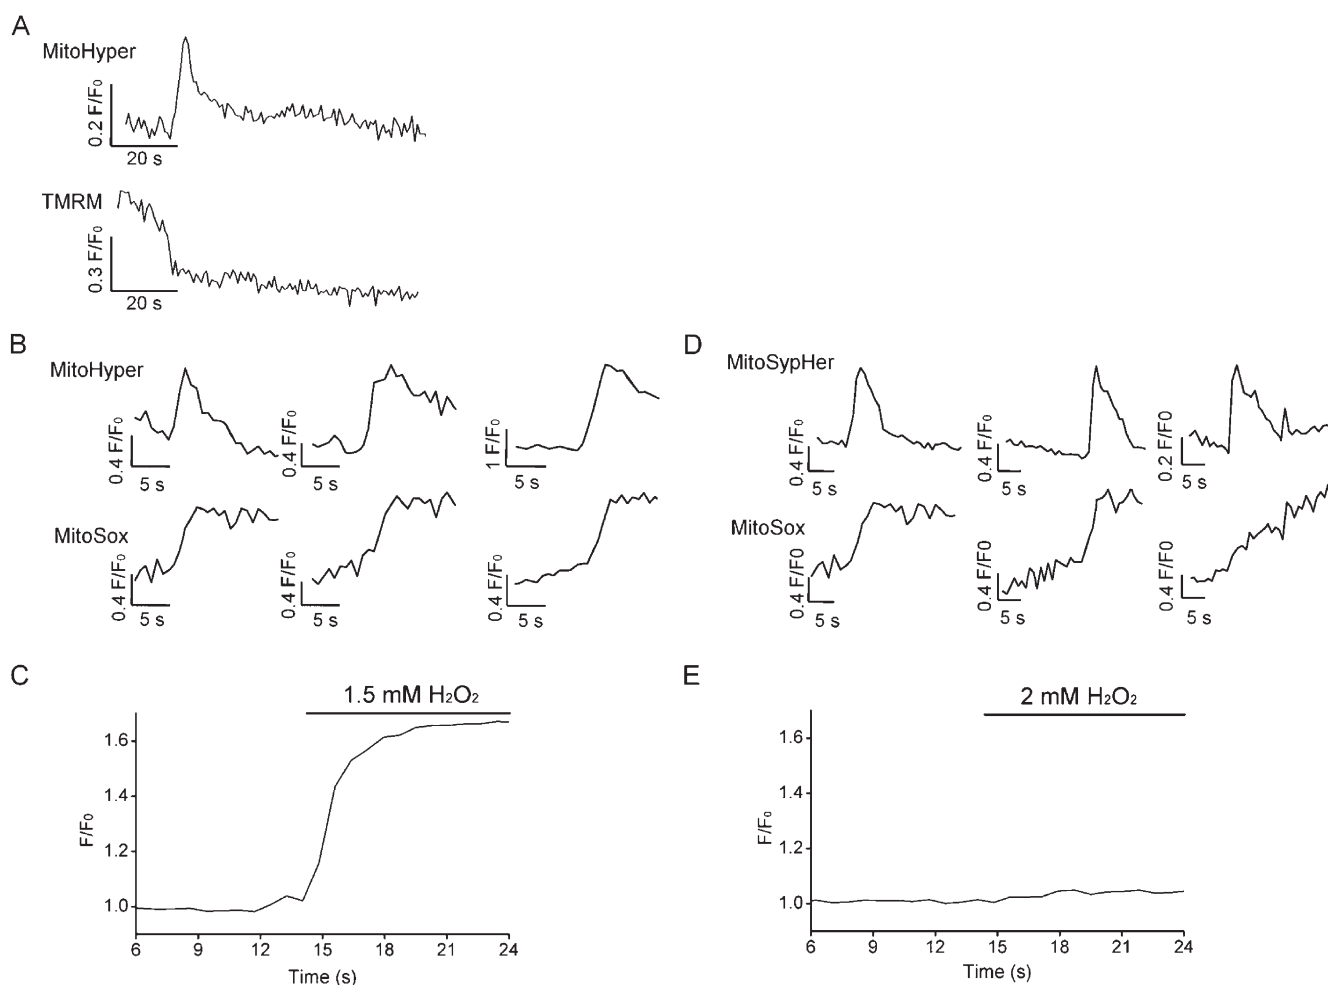 A
MitoHyper
0.2 F/F₀
20 s
TMRM
0.3 F/F₀
20 s
B
MitoHyper
0.4 F/F₀
5 s
0.4 F/F₀
5 s
1 F/F₀
5 s
MitoSox
0.4 F/F₀
5 s
0.4 F/F₀
5 s
0.4 F/F₀
5 s
D
MitoSypHer
0.4 F/F₀
5 s
0.4 F/F₀
5 s
0.2 F/F0
5 s
MitoSox
0.4 F/F0
5 s
0.4 F/F0
5 s
0.4 F/F0
5 s
C
1.5 mM H₂O₂
F/F₀
1.6
1.4
1.2
1.0
6 9 12 15 18 21 24
Time (s)
E
2 mM H₂O₂
F/F₀
1.6
1.4
1.2
1.0
6 9 12 15 18 21 24
Time (s)